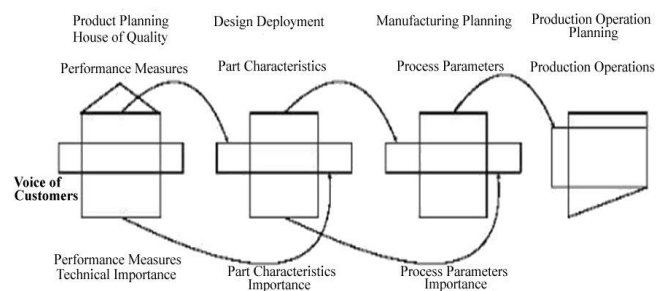 Product Planning
House of Quality
Design Deployment
Manufacturing Planning
Production Operation
Planning
Performance Measures
Part Characteristics
Process Parameters
Production Operations
Voice of
Customers
Performance Measures
Technical Importance
Part Characteristics
Importance
Process Parameters
Importance